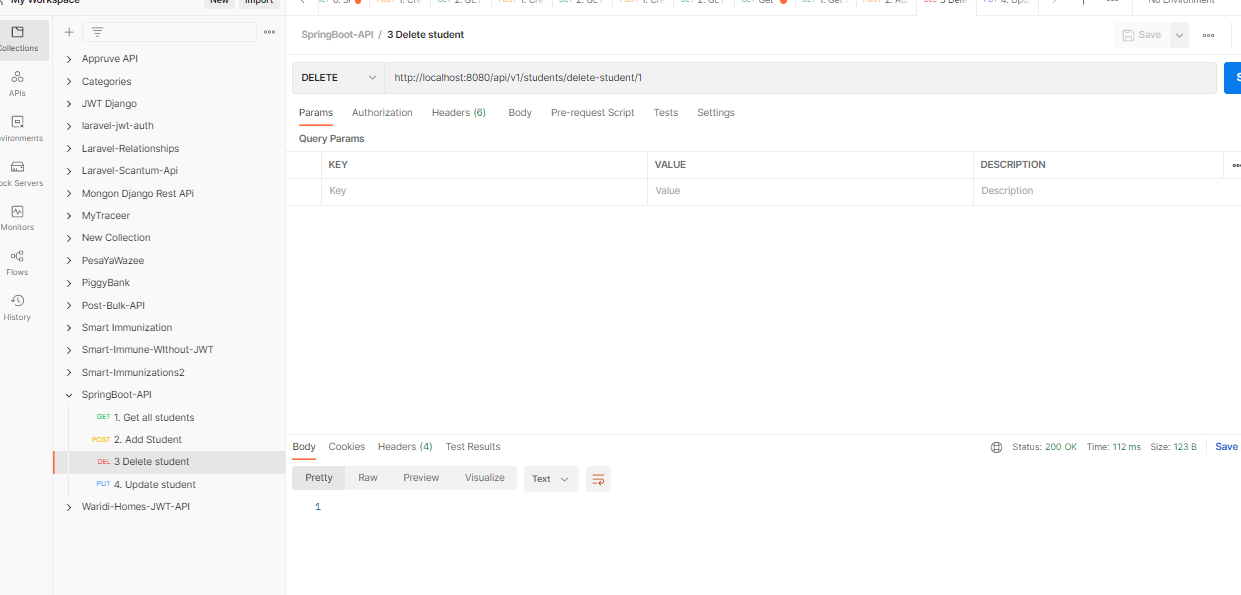 My Workspace
New
Import
No Environment
Collections
APIs
Environments
Mock Servers
Monitors
Flows
History
Appruve API
Categories
JWT Django
laravel-jwt-auth
Laravel-Relationships
Laravel-Scantum-Api
Mongon Django Rest APi
MyTraceer
New Collection
PesaYaWazee
PiggyBank
Post-Bulk-API
Smart Immunization
Smart-Immune-WIthout-JWT
Smart-Immunizations2
SpringBoot-API
GET 1. Get all students
POST 2. Add Student
DEL 3 Delete student
PUT 4. Update student
Waridi-Homes-JWT-API
SpringBoot-API / 3 Delete student
Save
DELETE
http://localhost:8080/api/v1/students/delete-student/1
Params Authorization Headers (6) Body Pre-request Script Tests Settings
Query Params
KEY VALUE DESCRIPTION
Key Value Description
Body Cookies Headers (4) Test Results
Status: 200 OK Time: 112 ms Size: 123 B Save
Pretty Raw Preview Visualize Text
1